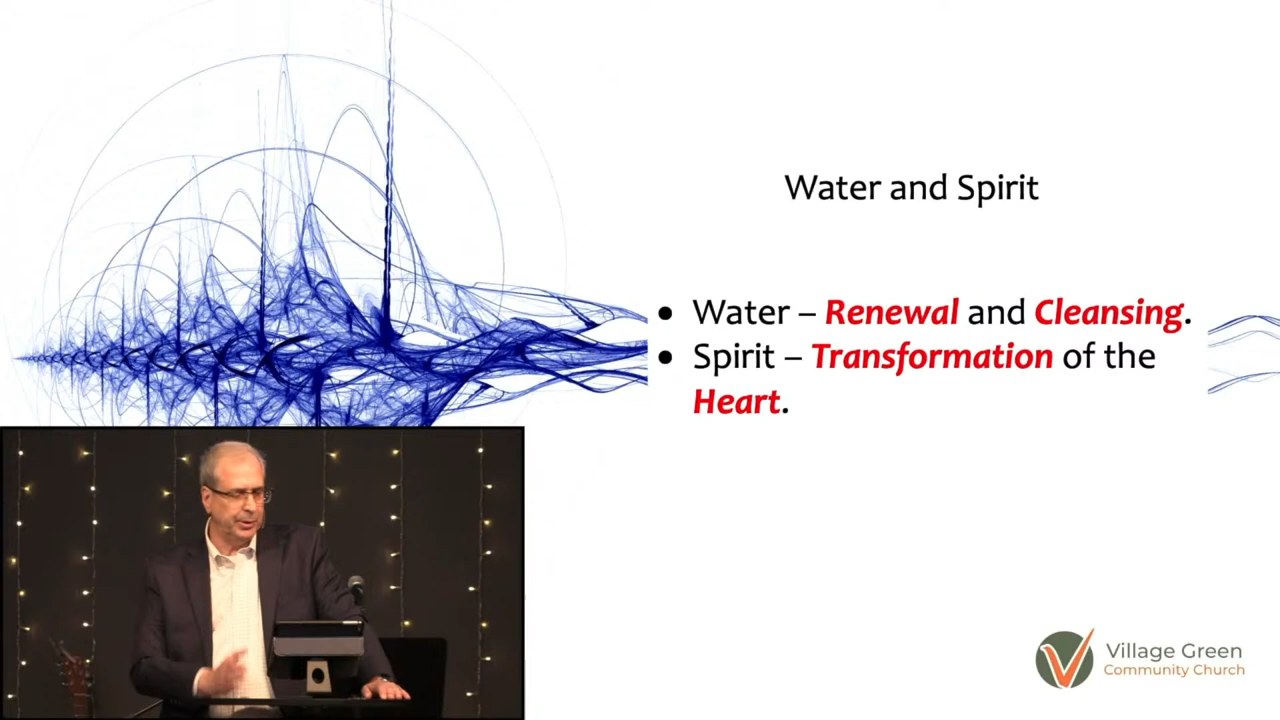 Water and Spirit
• Water – Renewal and Cleansing.
• Spirit – Transformation of the
Heart.
Village Green
Community Church